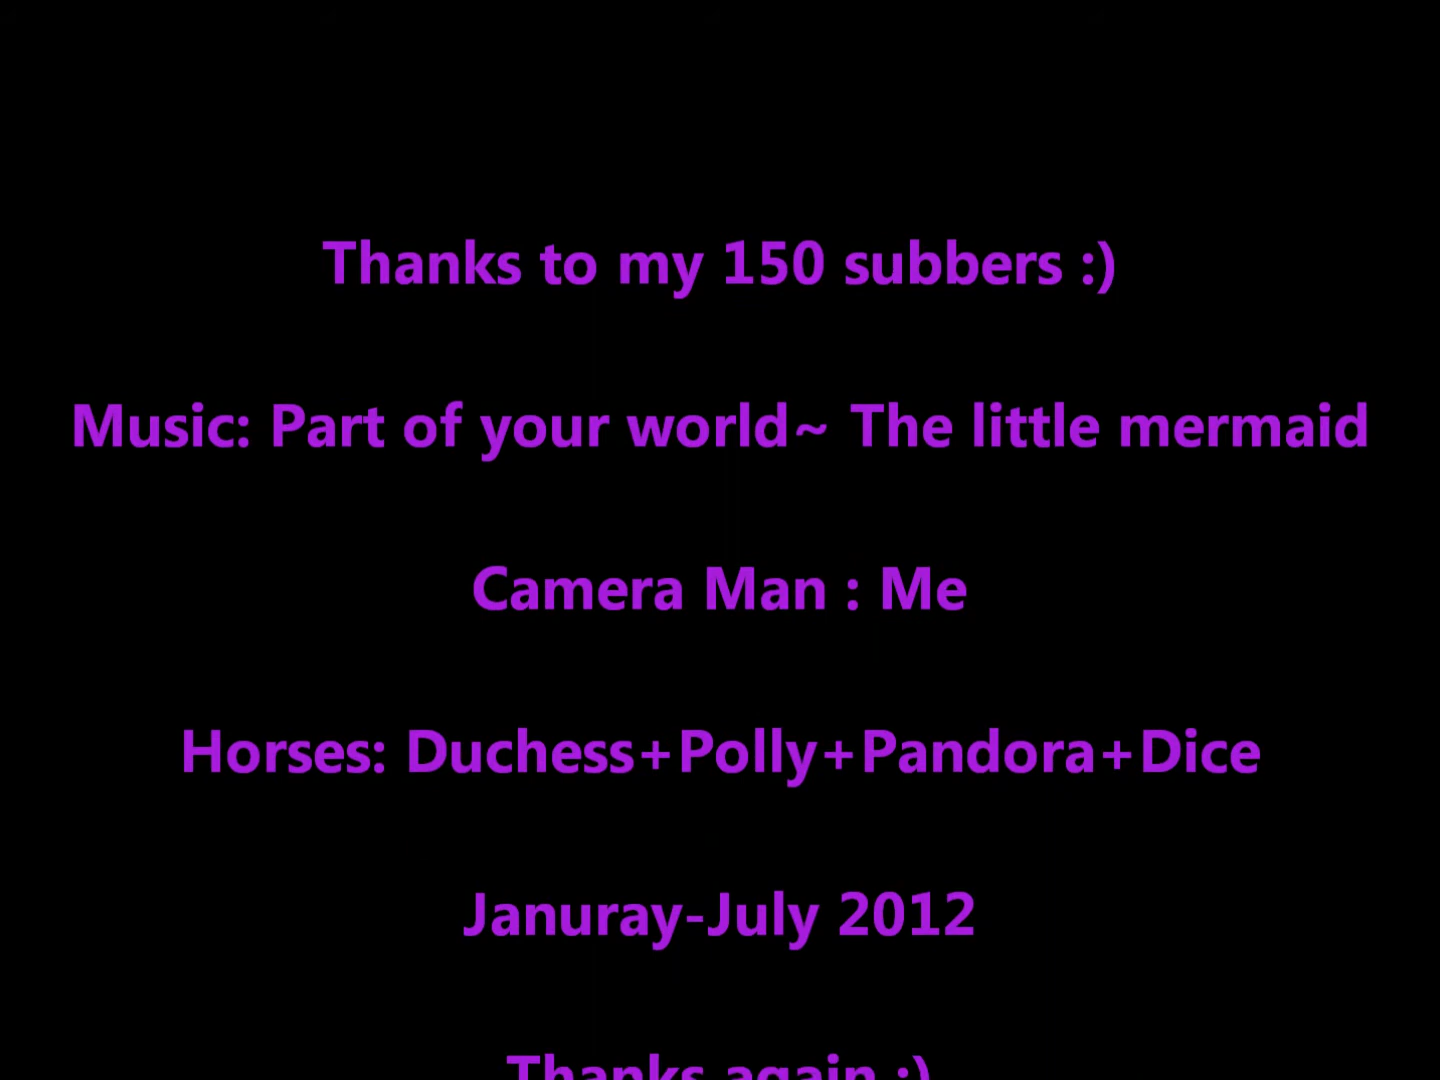 Thanks to my 150 subbers :)
Music: Part of your world~ The little mermaid
Camera Man : Me
Horses: Duchess+Polly+Pandora+Dice
Januray-July 2012
Thanks again :)